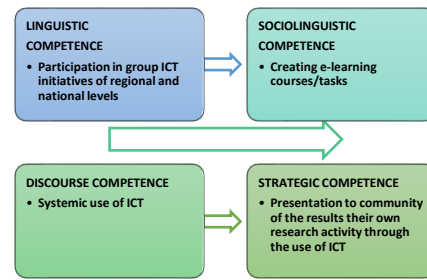 LINGUISTIC
COMPETENCE
• Participation in group ICT
initiatives of regional and
national levels
SOCIOLINGUISTIC
COMPETENCE
• Creating e-learning
courses/tasks
DISCOURSE COMPETENCE
• Systemic use of ICT
STRATEGIC COMPETENCE
• Presentation to community
of the results their own
research activity through
the use of ICT